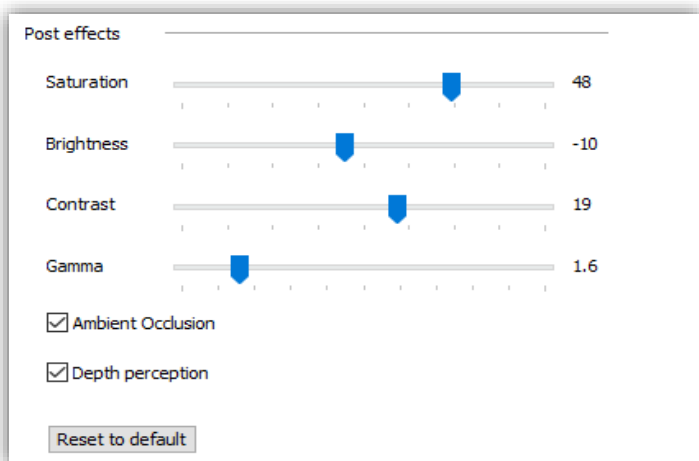 Post effects
Saturation 48
Brightness -10
Contrast 19
Gamma 1.6
Ambient Occlusion
Depth perception
Reset to default